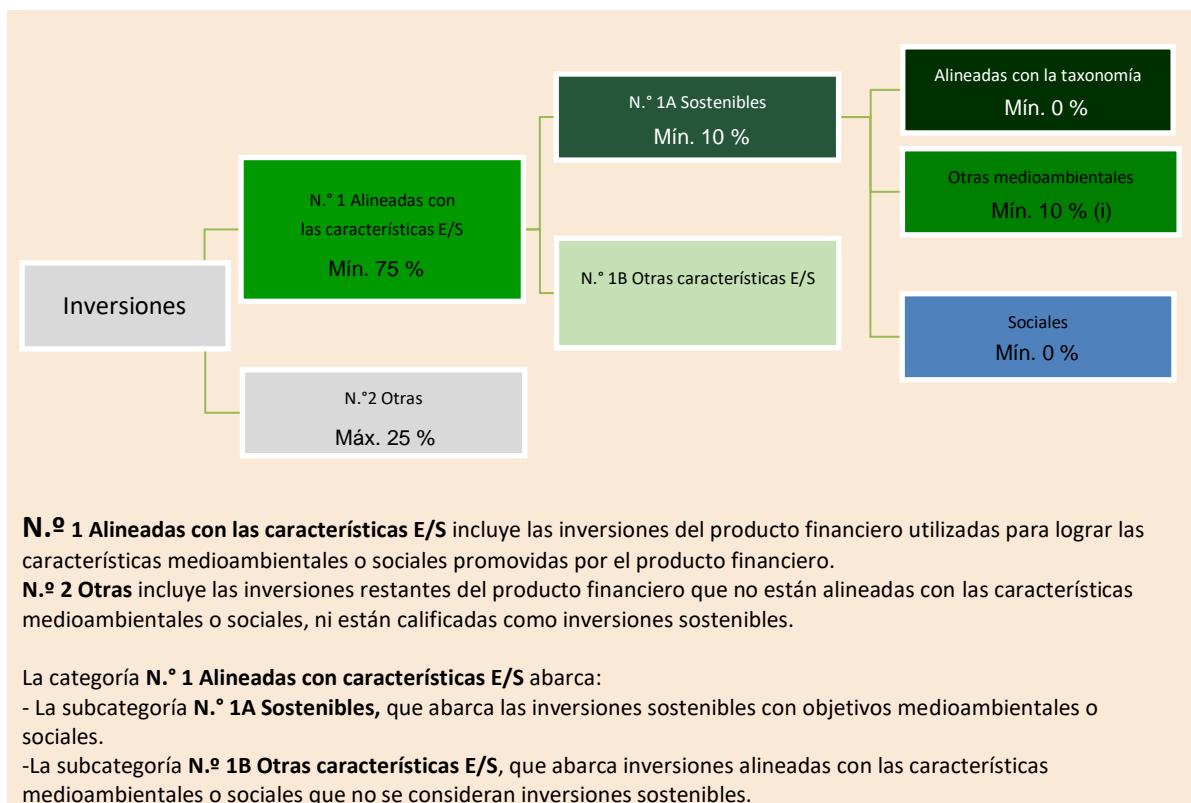 Alineadas con la taxonomía
Mín. 0 %
N.° 1A Sostenibles
Mín. 10 %
Otras medioambientales
Mín. 10 % (i)
N.° 1 Alineadas con
las características E/S
Mín. 75 %
N.° 1B Otras características E/S
Inversiones
Sociales
Mín. 0 %
N.°2 Otras
Máx. 25 %
N.º 1 Alineadas con las características E/S incluye las inversiones del producto financiero utilizadas para lograr las
características medioambientales o sociales promovidas por el producto financiero.
N.º 2 Otras incluye las inversiones restantes del producto financiero que no están alineadas con las características
medioambientales o sociales, ni están calificadas como inversiones sostenibles.
La categoría N.° 1 Alineadas con características E/S abarca:
- La subcategoría N.° 1A Sostenibles, que abarca las inversiones sostenibles con objetivos medioambientales o
sociales.
-La subcategoría N.º 1B Otras características E/S, que abarca inversiones alineadas con las características
medioambientales o sociales que no se consideran inversiones sostenibles.